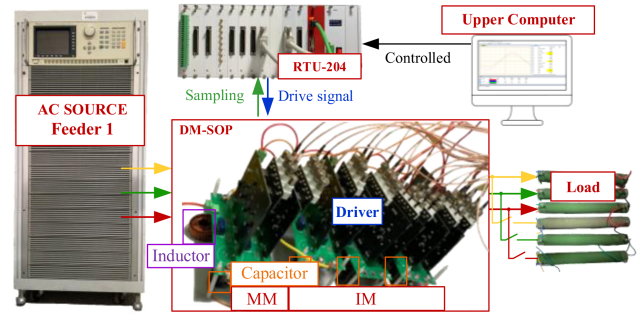 Upper Computer
Controlled
RTU-204
AC SOURCE
Feeder 1
Sampling
Drive signal
DM-SOP
Driver
Load
Inductor
Capacitor
MM
IM